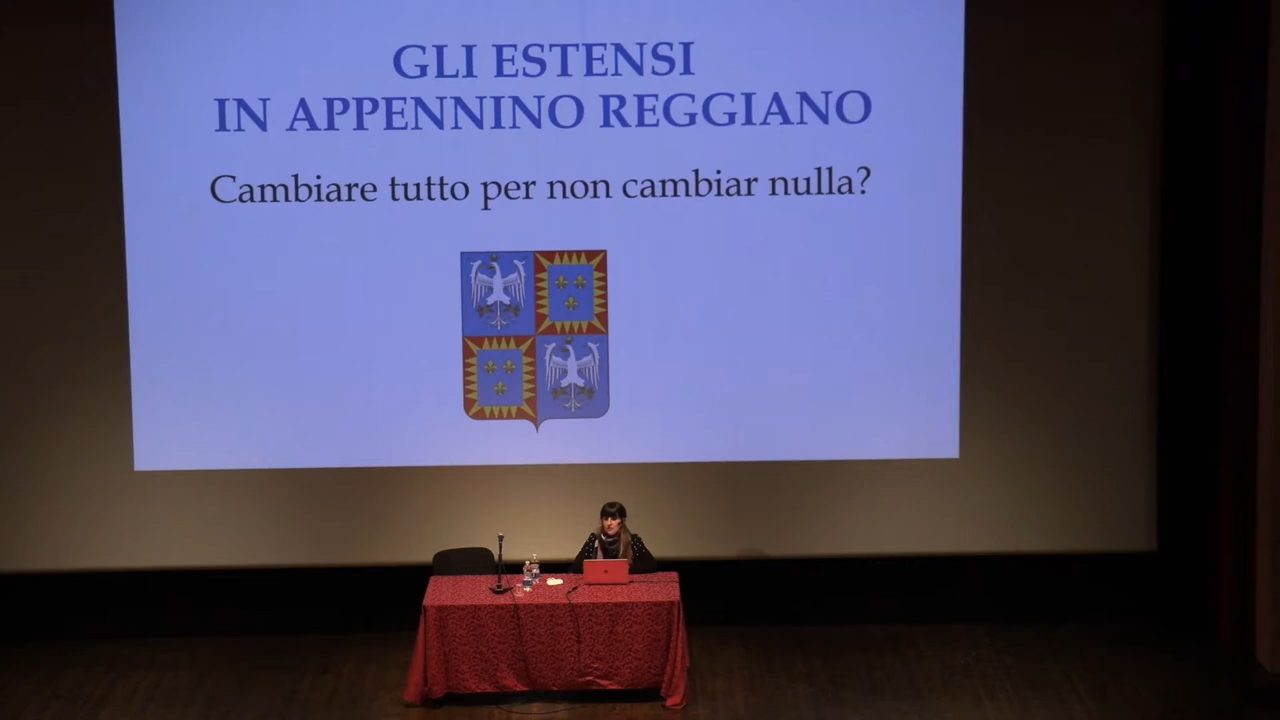 GLI ESTENSI
IN APPENNINO REGGIANO
Cambiare tutto per non cambiar nulla?